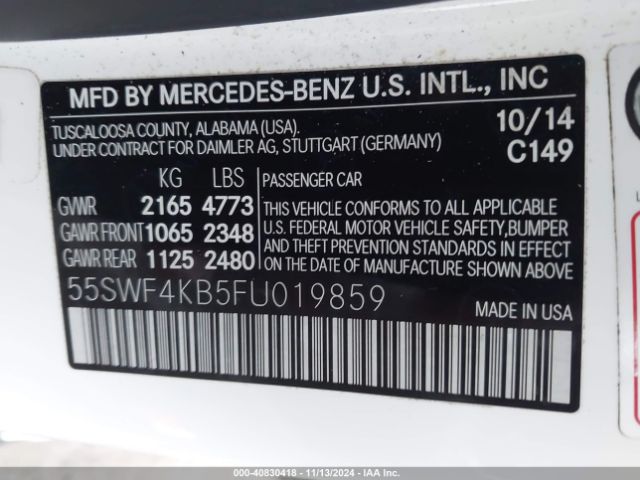 MFD BY MERCEDES-BENZ U.S. INTL., INC
TUSCALOOSA COUNTY, ALABAMA (USA). 10/14
UNDER CONTRACT FOR DAIMLER AG, STUTTGART (GERMANY) C149
KG LBS PASSENGER CAR
GVWR 2165 4773
GAWR FRONT 1065 2348
GAWR REAR 1125 2480
THIS VEHICLE CONFORMS TO ALL APPLICABLE
U.S. FEDERAL MOTOR VEHICLE SAFETY,BUMPER
AND THEFT PREVENTION STANDARDS IN EFFECT
ON THE DATE OF MANUFACTURE SHOWN ABOVE.
55SWF4KB5FU019859
MADE IN USA
© - 40830418 - 11/13/2024 - IAA Inc.